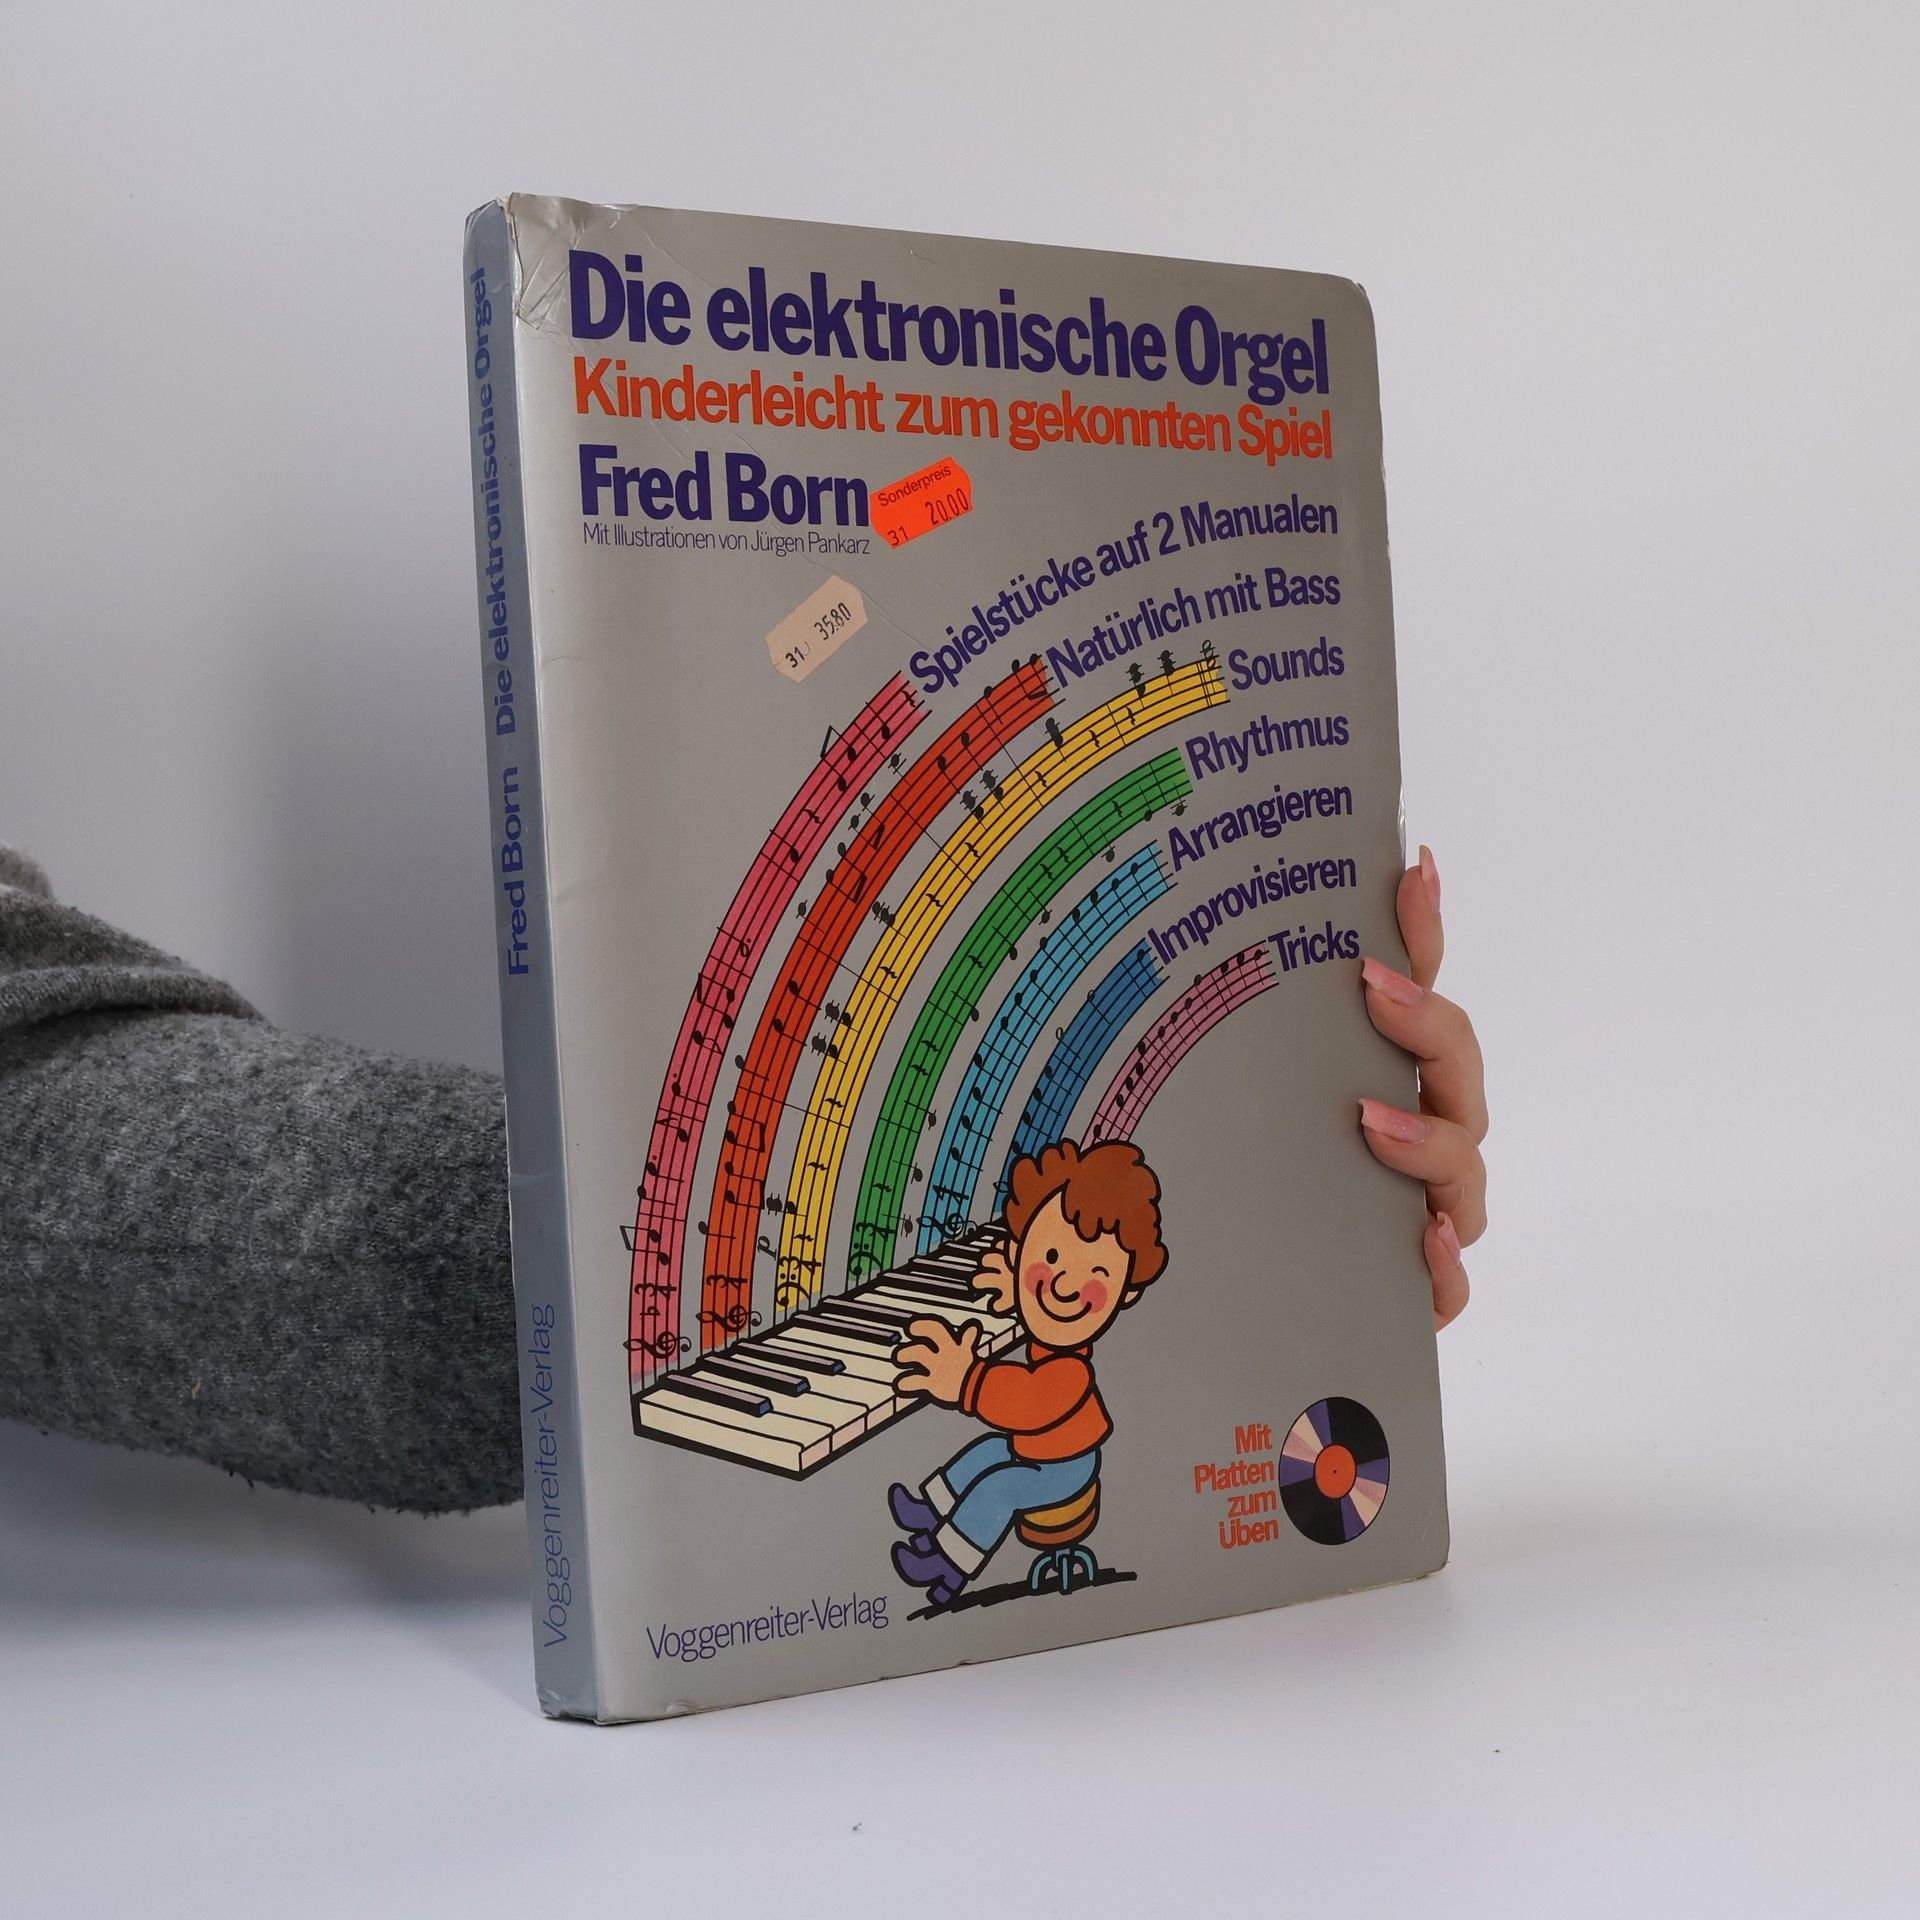 Die elektronische Orgel
Kinderleicht zum gekonnten Spiel
Fred Born
Mit Illustrationen von Jürgen Pankarz
Sonderpreis
31 20.00
31 35.80
Spielstücke auf 2 Manualen
Natürlich mit Bass
Sounds
Rhythmus
Arrangieren
Improvisieren
Tricks
Mit
Platten
zum
Üben
Voggenreiter-Verlag
Fred Born Die elektronische Orgel
Voggenreiter-Verlag